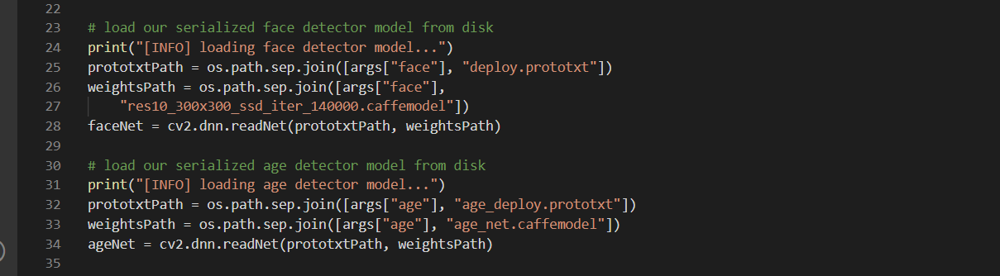 22
23 # load our serialized face detector model from disk
24 print("[INFO] loading face detector model...")
25 prototxtPath = os.path.sep.join([args["face"], "deploy.prototxt"])
26 weightsPath = os.path.sep.join([args["face"],
27     "res10_300x300_ssd_iter_140000.caffemodel"])
28 faceNet = cv2.dnn.readNet(prototxtPath, weightsPath)
29
30 # load our serialized age detector model from disk
31 print("[INFO] loading age detector model...")
32 prototxtPath = os.path.sep.join([args["age"], "age_deploy.prototxt"])
33 weightsPath = os.path.sep.join([args["age"], "age_net.caffemodel"])
34 ageNet = cv2.dnn.readNet(prototxtPath, weightsPath)
35